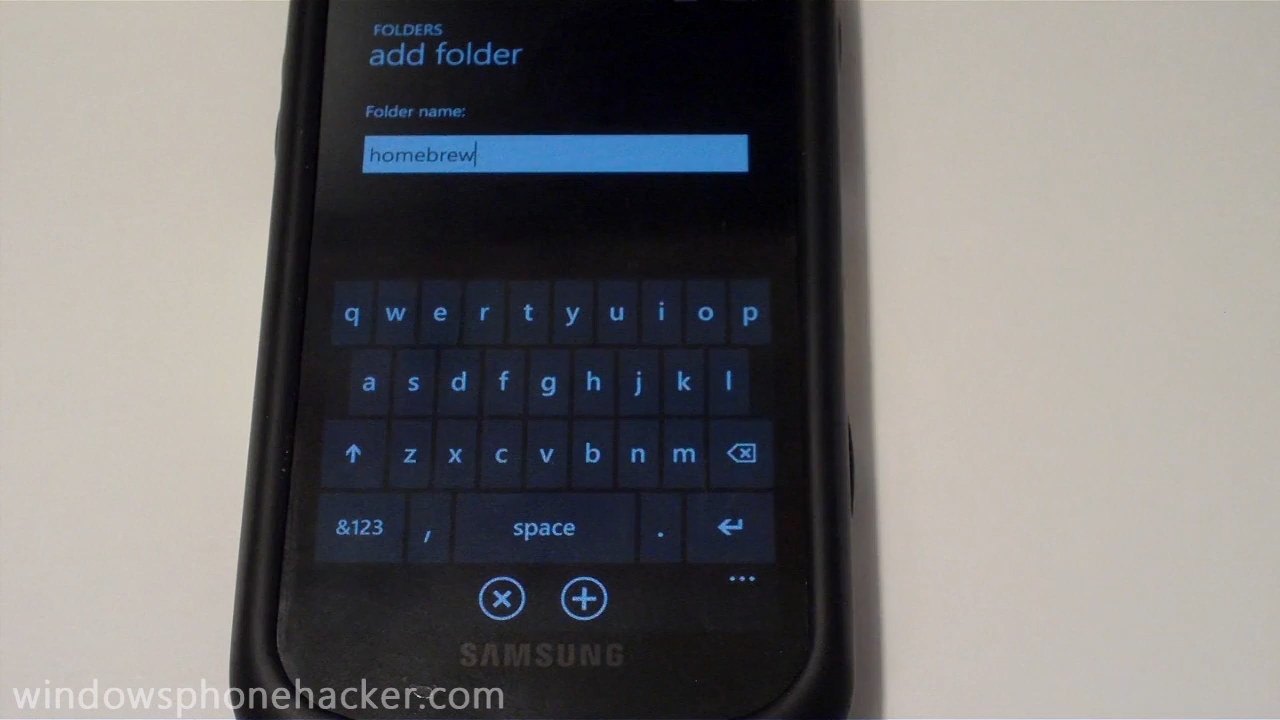 FOLDERS
add folder
Folder name:
homebrew
q w e r t y u i o p
a s d f g h j k l
z x c v b n m
&123 , space .
SAMSUNG
windowsphonehacker.com